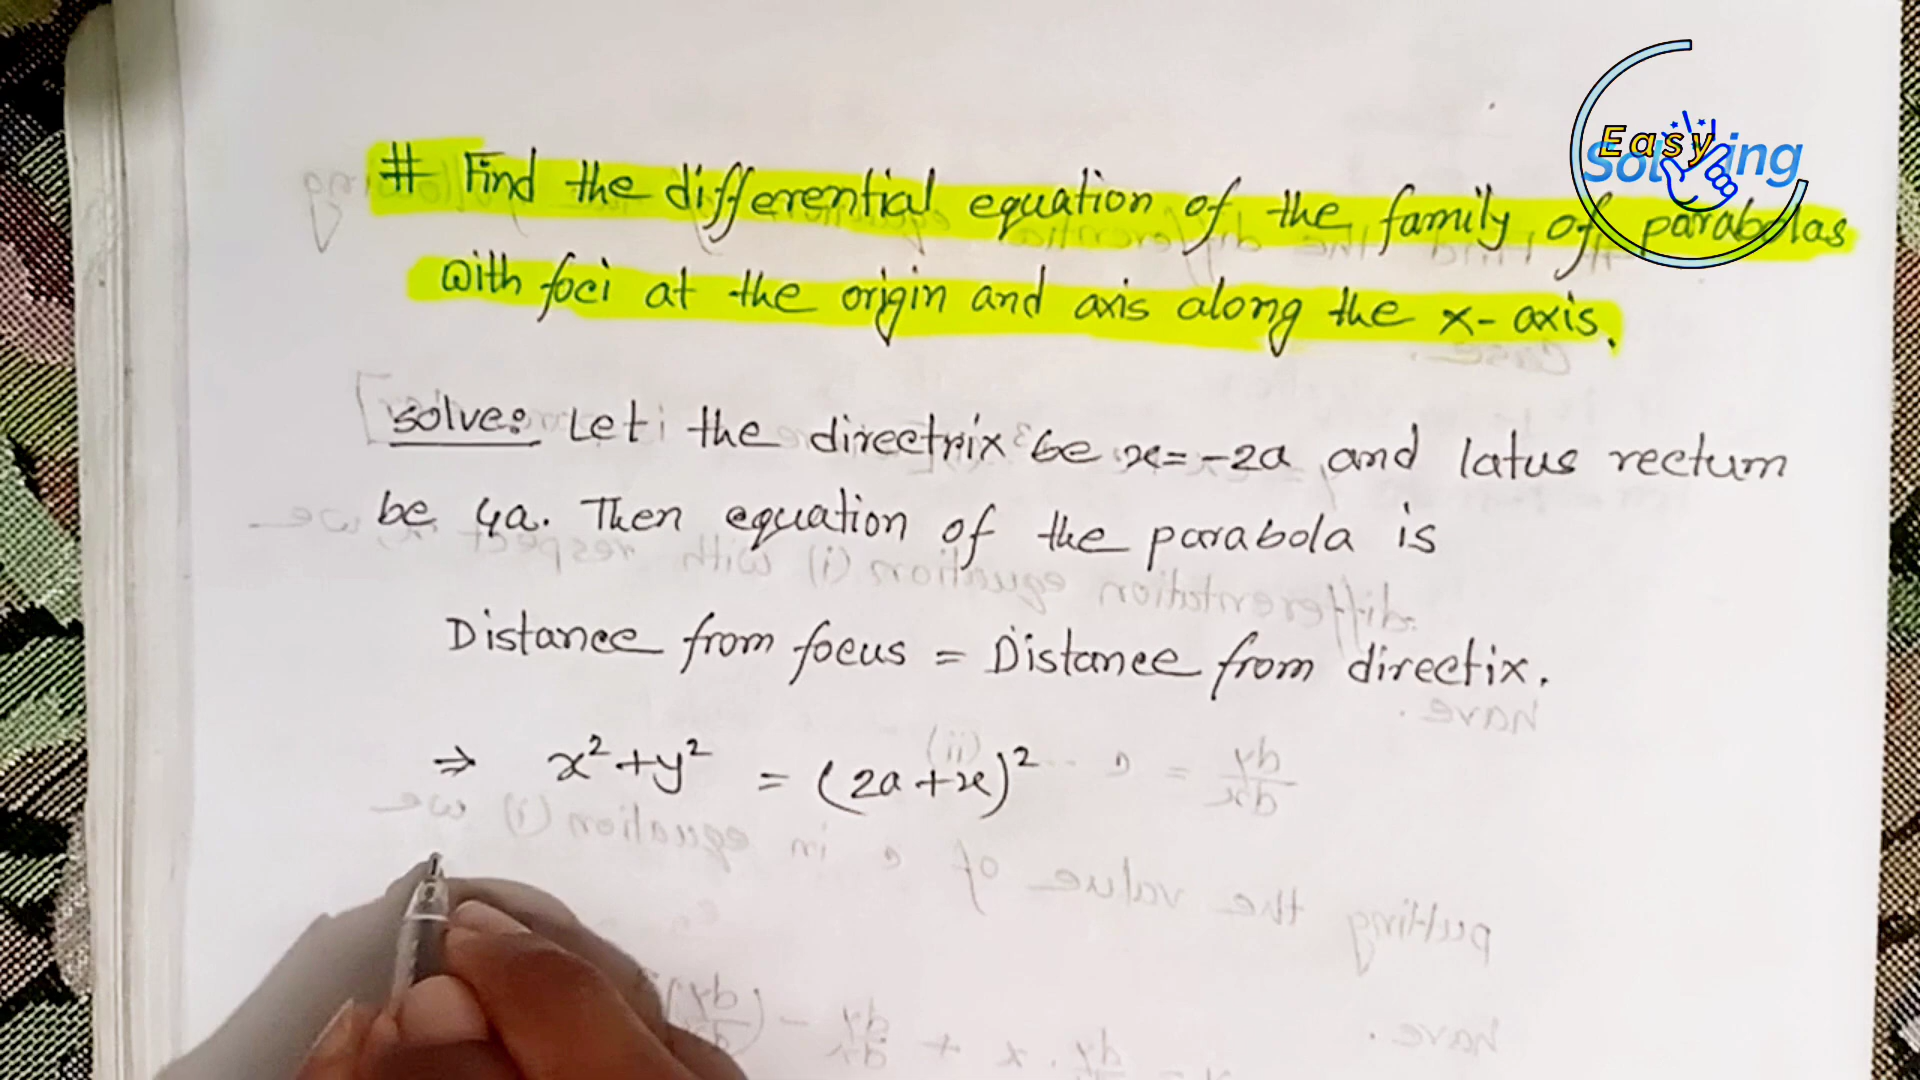 Easy
Solving
# Find the differential equation of the family of parabolas
with foci at the origin and axis along the x-axis.
Solve: Let the directrix be x=-2a and latus rectum
be 4a. Then equation of the parabola is
Distance from focus = Distance from directix.
⇒ x²+y² = (2a+x)²